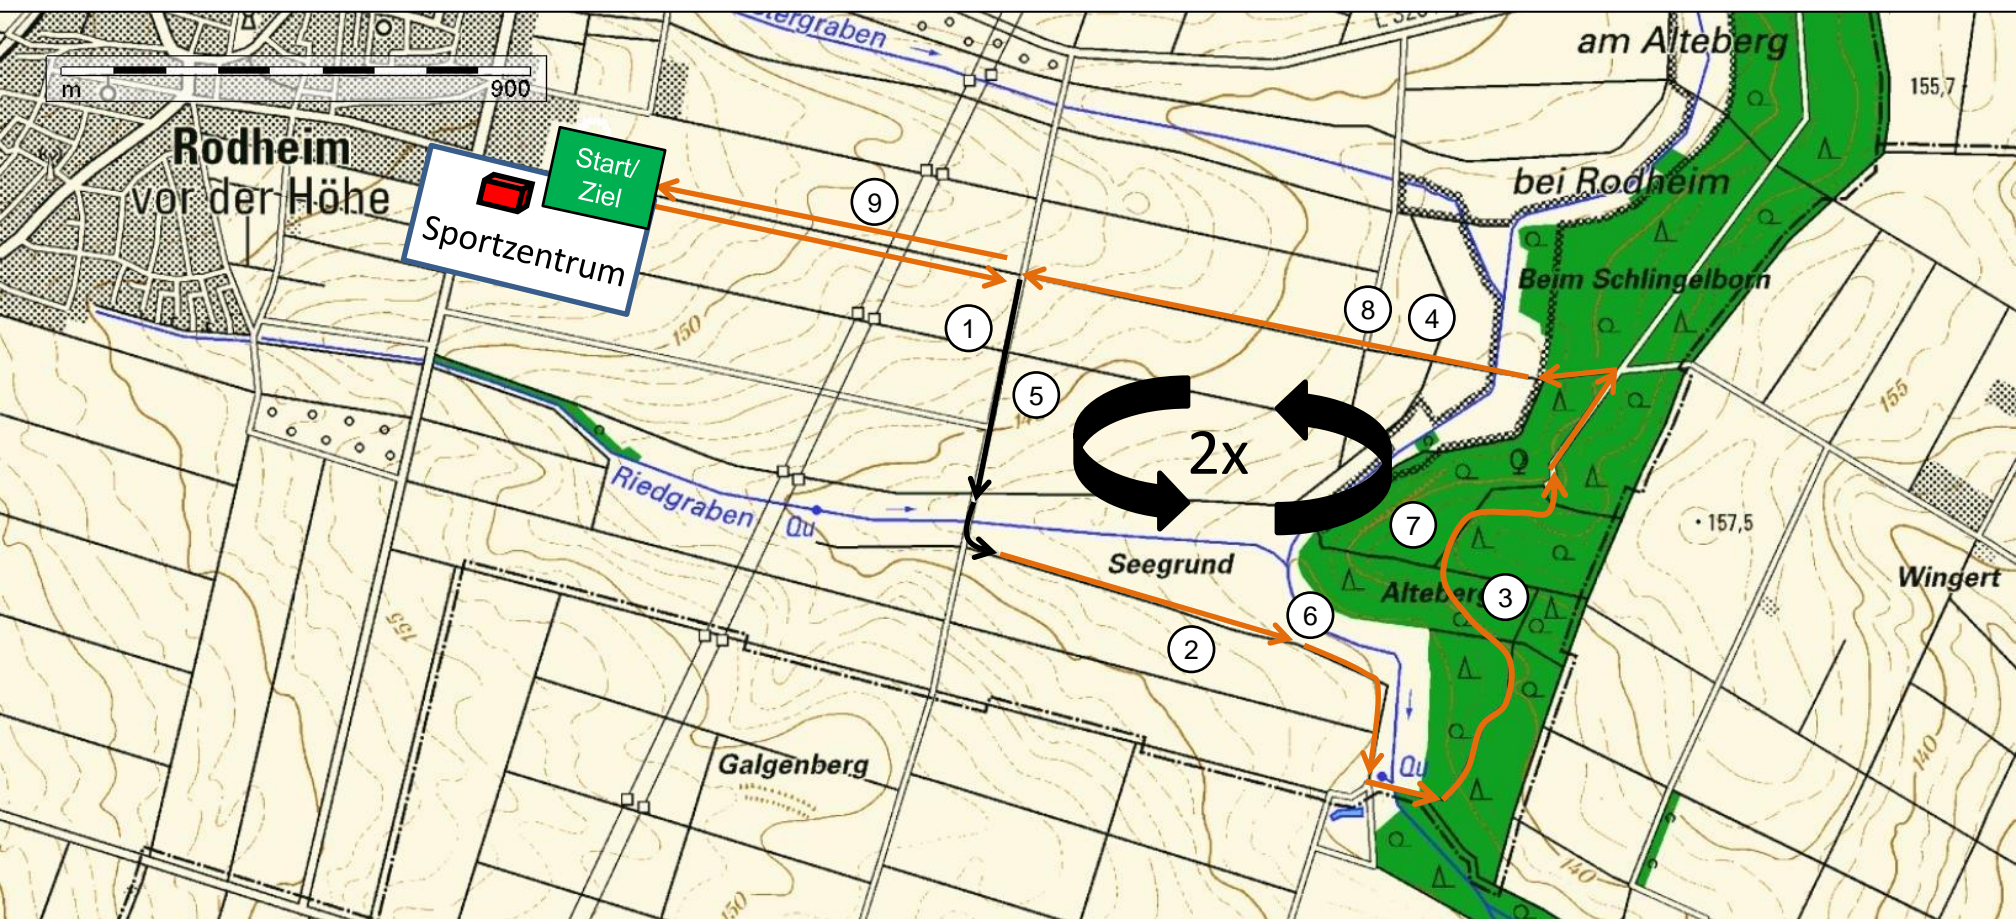 am Alteberg
m
900
155,7
Rodheim
vor der Höhe
Start/
Ziel
Sportzentrum
9
bei Rodheim
Beim Schlingelborn
150
1
8
4
5
2x
155
Riedgraben
Qu
7
157,5
Seegrund
Alteberg
3
Wingert
6
2
155
Galgenberg
Qu
140
140
150